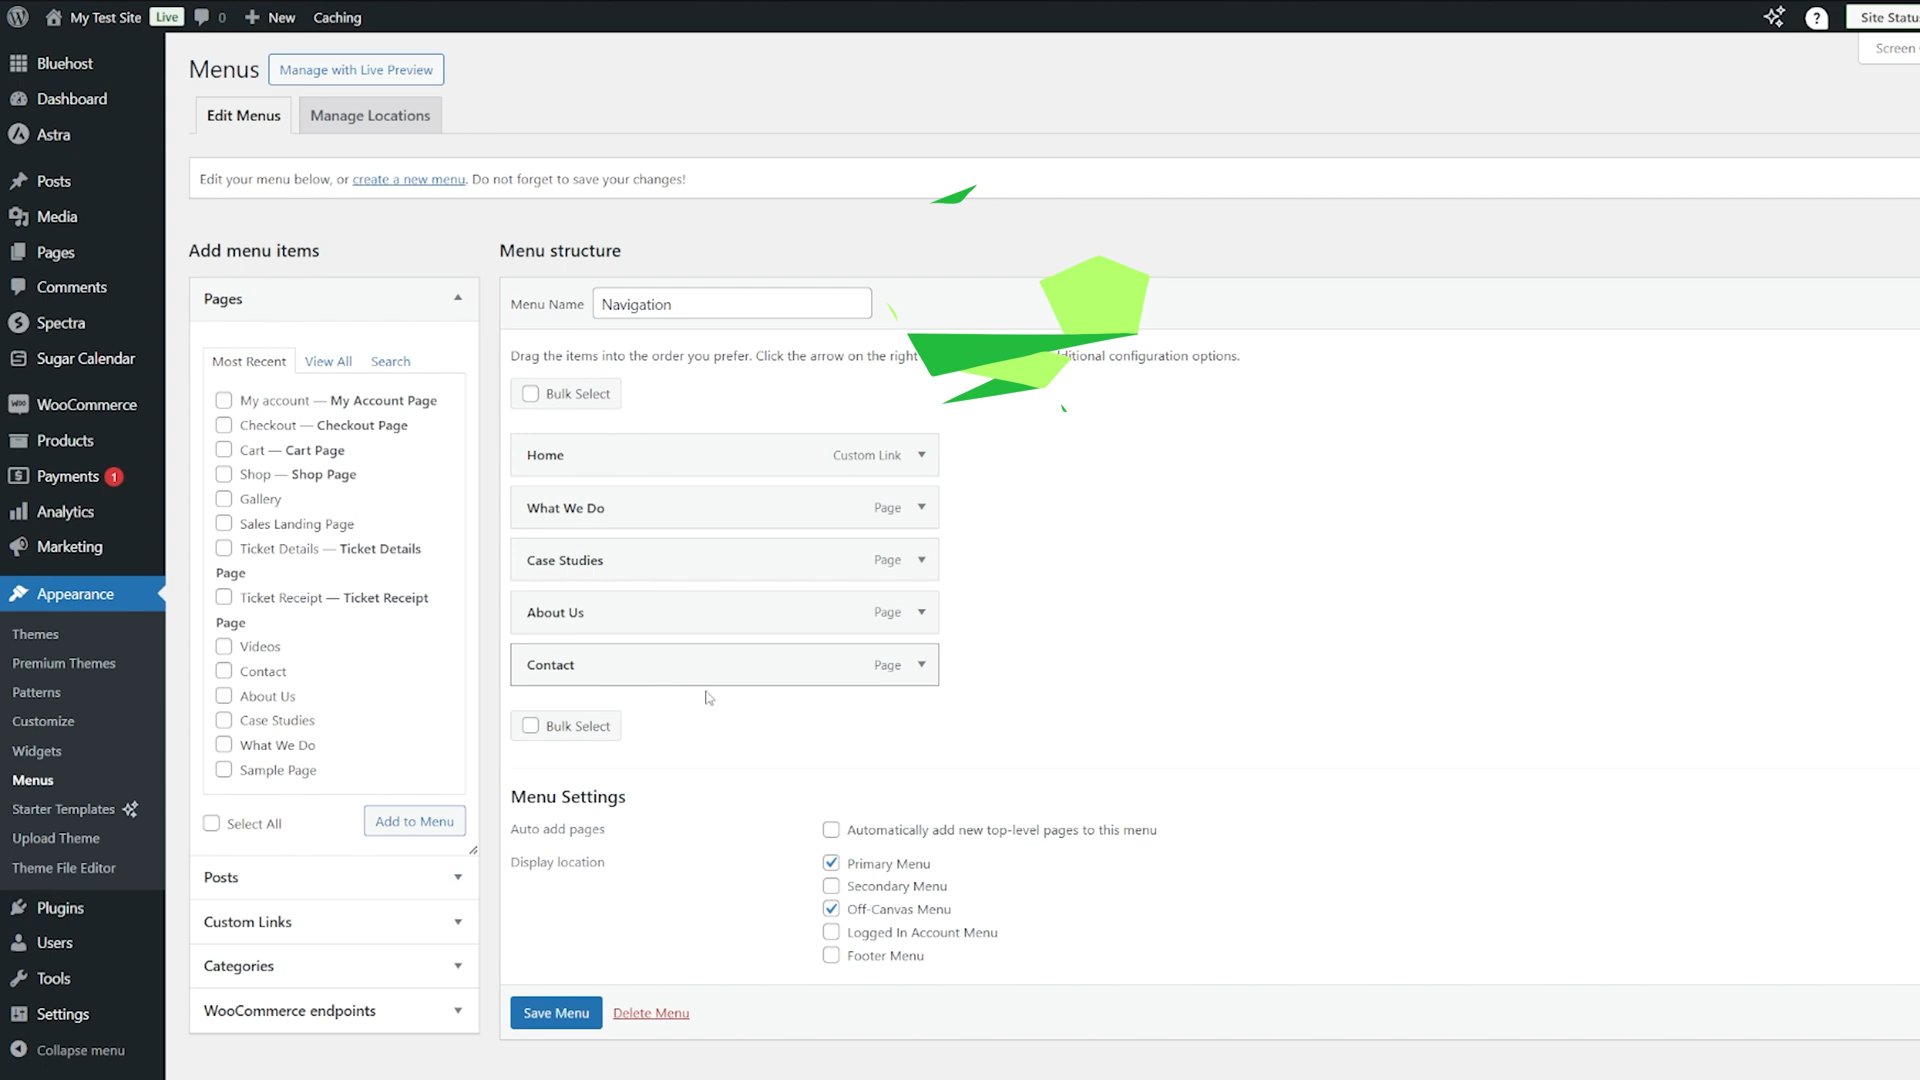 My Test Site Live 0 New Caching
? Site Statu
Screen
Bluehost
Dashboard
Astra
Posts
Media
Pages
Comments
Spectra
Sugar Calendar
WooCommerce
Products
Payments 1
Analytics
Marketing
Appearance
Themes
Premium Themes
Patterns
Customize
Widgets
Menus
Starter Templates
Upload Theme
Theme File Editor
Plugins
Users
Tools
Settings
Collapse menu
Menus Manage with Live Preview
Edit Menus Manage Locations
Edit your menu below, or create a new menu. Do not forget to save your changes!
Add menu items
Pages
Most Recent View All Search
My account — My Account Page
Checkout — Checkout Page
Cart — Cart Page
Shop — Shop Page
Gallery
Sales Landing Page
Ticket Details — Ticket Details
Page
Ticket Receipt — Ticket Receipt
Page
Videos
Contact
About Us
Case Studies
What We Do
Sample Page
Select All Add to Menu
Posts
Custom Links
Categories
WooCommerce endpoints
Menu structure
Menu Name Navigation
Drag the items into the order you prefer. Click the arrow on the right configuration options.
Bulk Select
Home Custom Link
What We Do Page
Case Studies Page
About Us Page
Contact Page
Bulk Select
Menu Settings
Auto add pages Automatically add new top-level pages to this menu
Display location Primary Menu
Secondary Menu
Off-Canvas Menu
Logged In Account Menu
Footer Menu
Save Menu Delete Menu